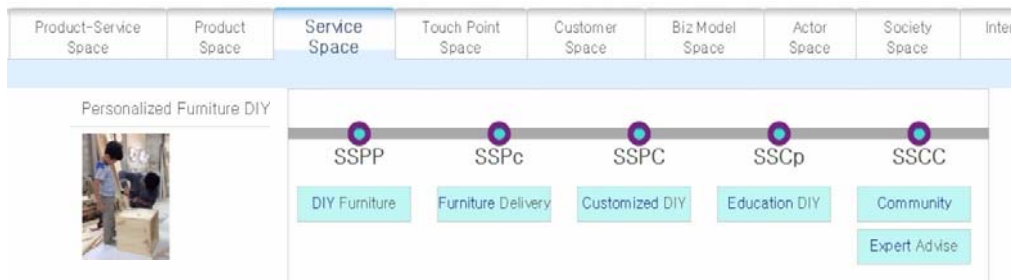 Product-Service
Space
Product
Space
Service
Space
Touch Point
Space
Customer
Space
Biz Model
Space
Actor
Space
Society
Space
Personalized Furniture DIY
SSPP
SSPc
SSPC
SSCp
SSCC
DIY Furniture
Furniture Delivery
Customized DIY
Education DIY
Community
Expert Advise